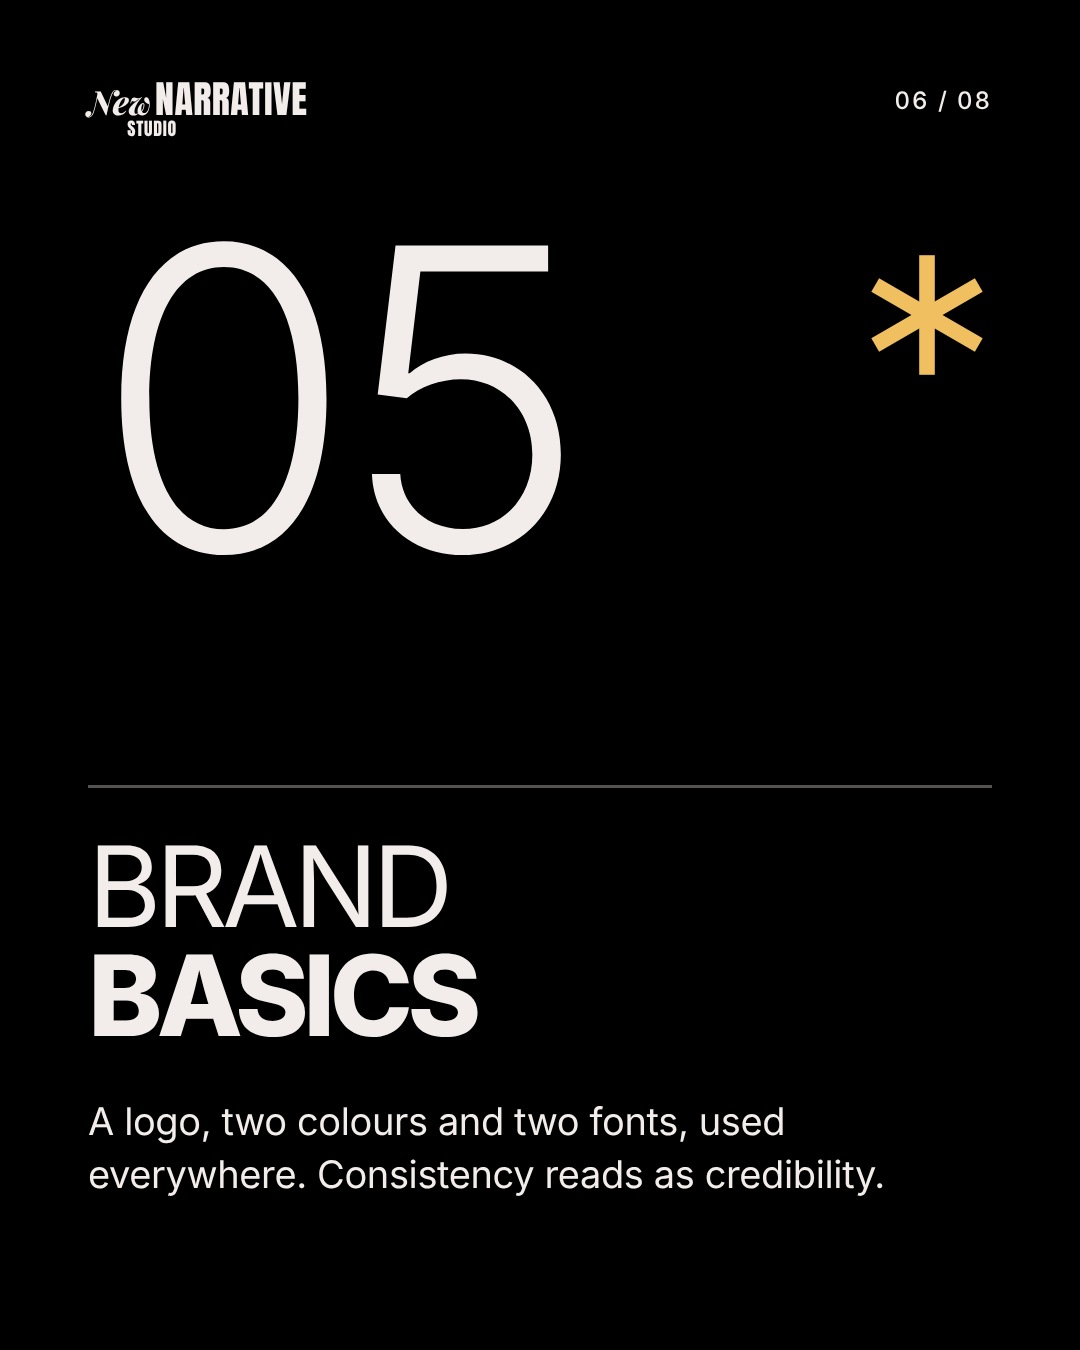 New NARRATIVE
STUDIO
06 / 08
05
*
BRAND
BASICS
A logo, two colours and two fonts, used
everywhere. Consistency reads as credibility.